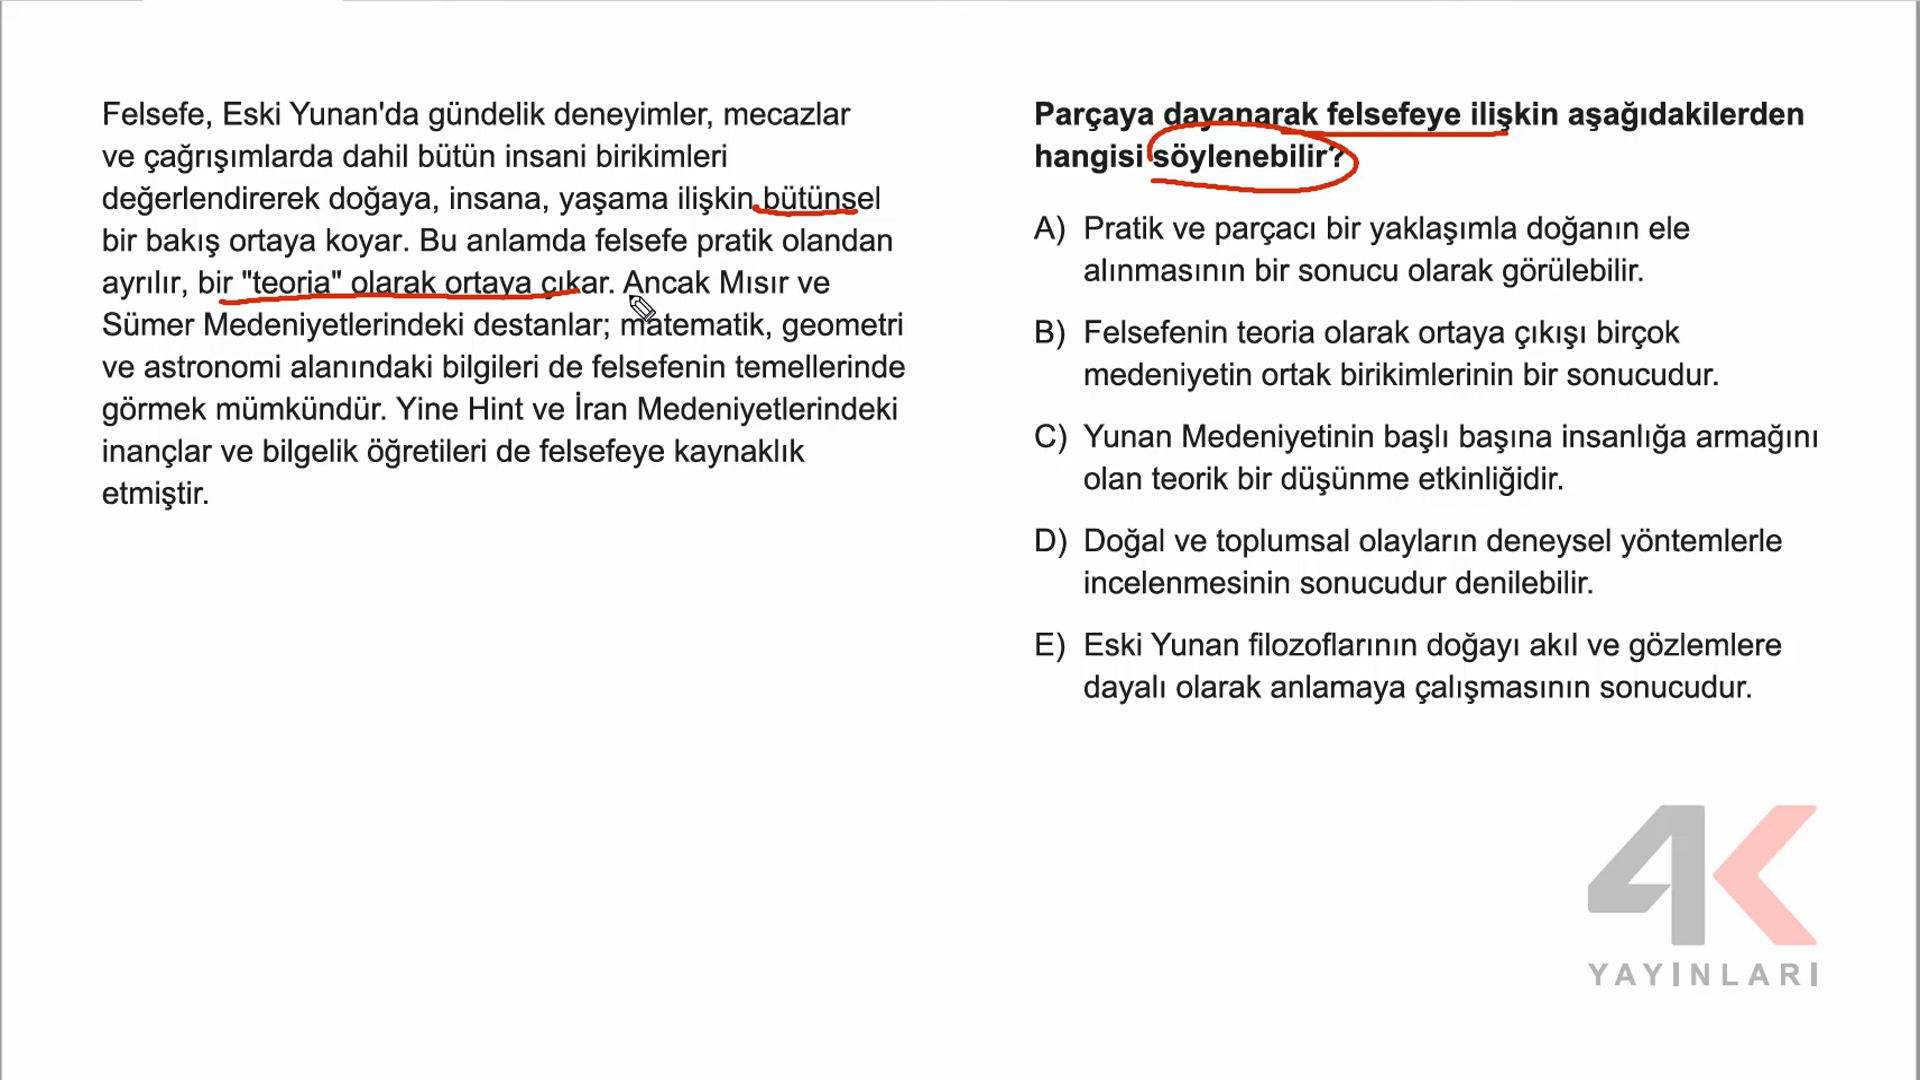 Felsefe, Eski Yunan'da gündelik deneyimler, mecazlar
ve çağrışımlarda dahil bütün insani birikimleri
değerlendirerek doğaya, insana, yaşama ilişkin bütünsel
bir bakış ortaya koyar. Bu anlamda felsefe pratik olandan
ayrılır, bir "teoria" olarak ortaya çıkar. Ancak Mısır ve
Sümer Medeniyetlerindeki destanlar; matematik, geometri
ve astronomi alanındaki bilgileri de felsefenin temellerinde
görmek mümkündür. Yine Hint ve İran Medeniyetlerindeki
inançlar ve bilgelik öğretileri de felsefeye kaynaklık
etmiştir.
Parçaya dayanarak felsefeye ilişkin aşağıdakilerden
hangisi söylenebilir?
A) Pratik ve parçacı bir yaklaşımla doğanın ele
alınmasının bir sonucu olarak görülebilir.
B) Felsefenin teoria olarak ortaya çıkışı birçok
medeniyetin ortak birikimlerinin bir sonucudur.
C) Yunan Medeniyetinin başlı başına insanlığa armağını
olan teorik bir düşünme etkinliğidir.
D) Doğal ve toplumsal olayların deneysel yöntemlerle
incelenmesinin sonucudur denilebilir.
E) Eski Yunan filozoflarının doğayı akıl ve gözlemlere
dayalı olarak anlamaya çalışmasının sonucudur.
4K
YAYINLARI